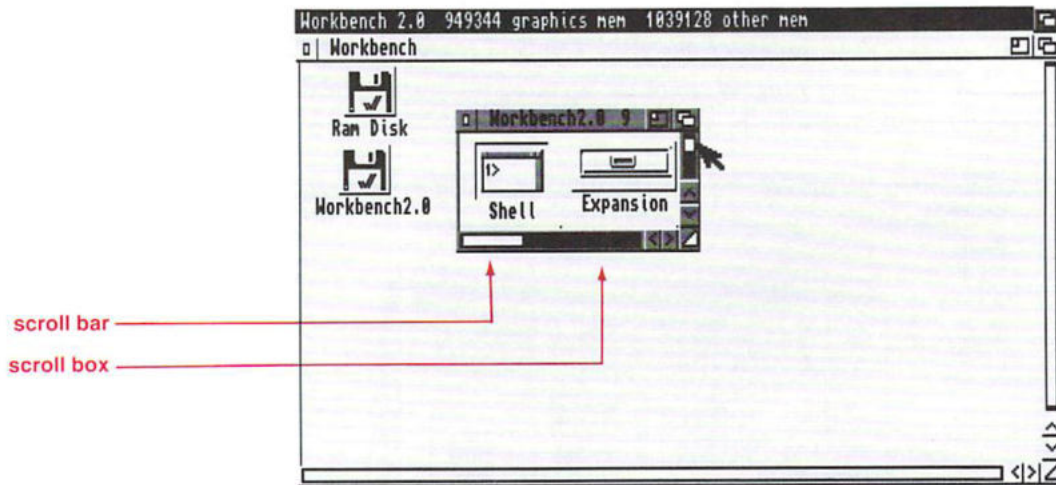 Workbench 2.0 949344 graphics mem 1039128 other mem
Workbench
Ram Disk
Workbench2.0
Workbench2.0 9
1>
Shell
Expansion
scroll bar
scroll box